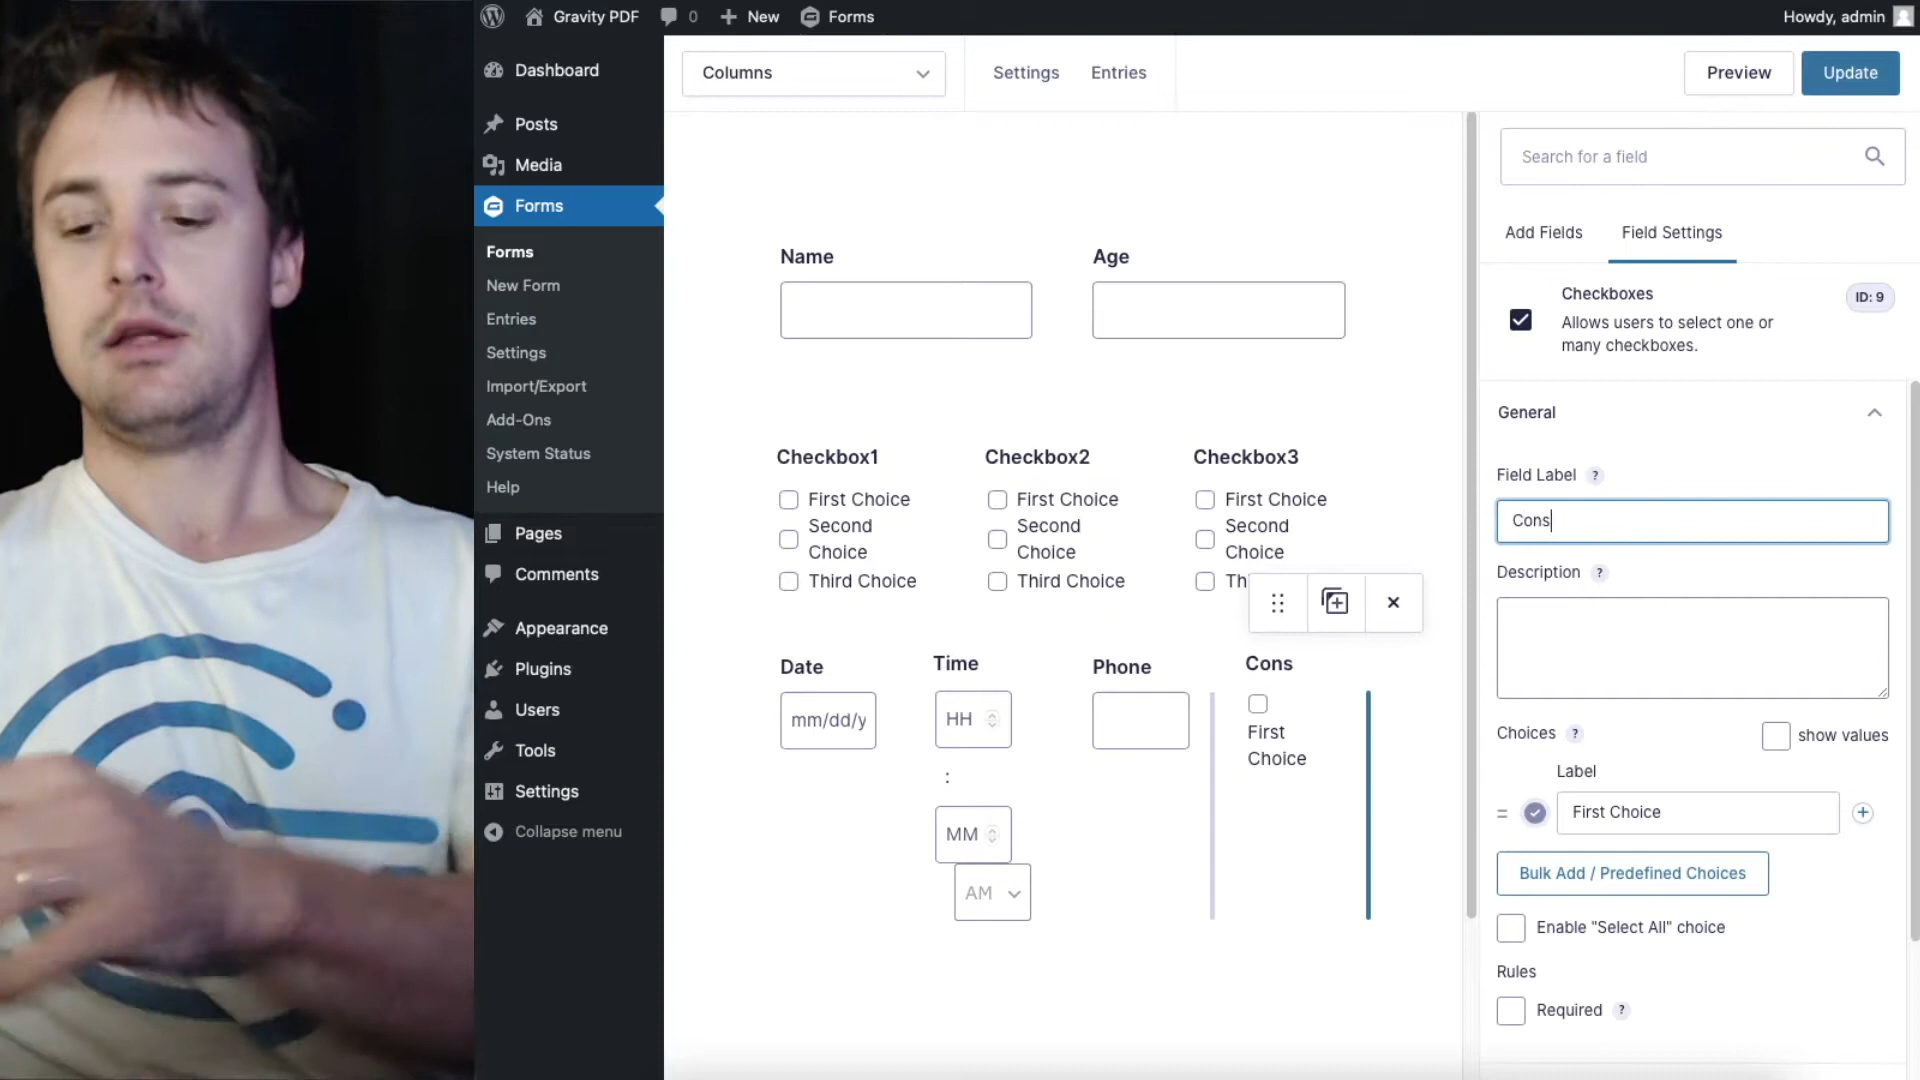 Gravity PDF 0 New Forms Howdy, admin
Dashboard
Posts
Media
Forms
Forms
New Form
Entries
Settings
Import/Export
Add-Ons
System Status
Help
Pages
Comments
Appearance
Plugins
Users
Tools
Settings
Collapse menu
Columns Settings Entries Preview Update
Name Age
Checkbox1 Checkbox2 Checkbox3
First Choice First Choice First Choice
Second Second Second
Choice Choice Choice
Third Choice Third Choice Th
Date Time Phone Cons
mm/dd/y HH
First
Choice
:
MM
AM
Search for a field
Add Fields Field Settings
Checkboxes ID: 9
Allows users to select one or
many checkboxes.
General
Field Label ?
Cons
Description ?
Choices ? show values
Label
First Choice
Bulk Add / Predefined Choices
Enable "Select All" choice
Rules
Required ?